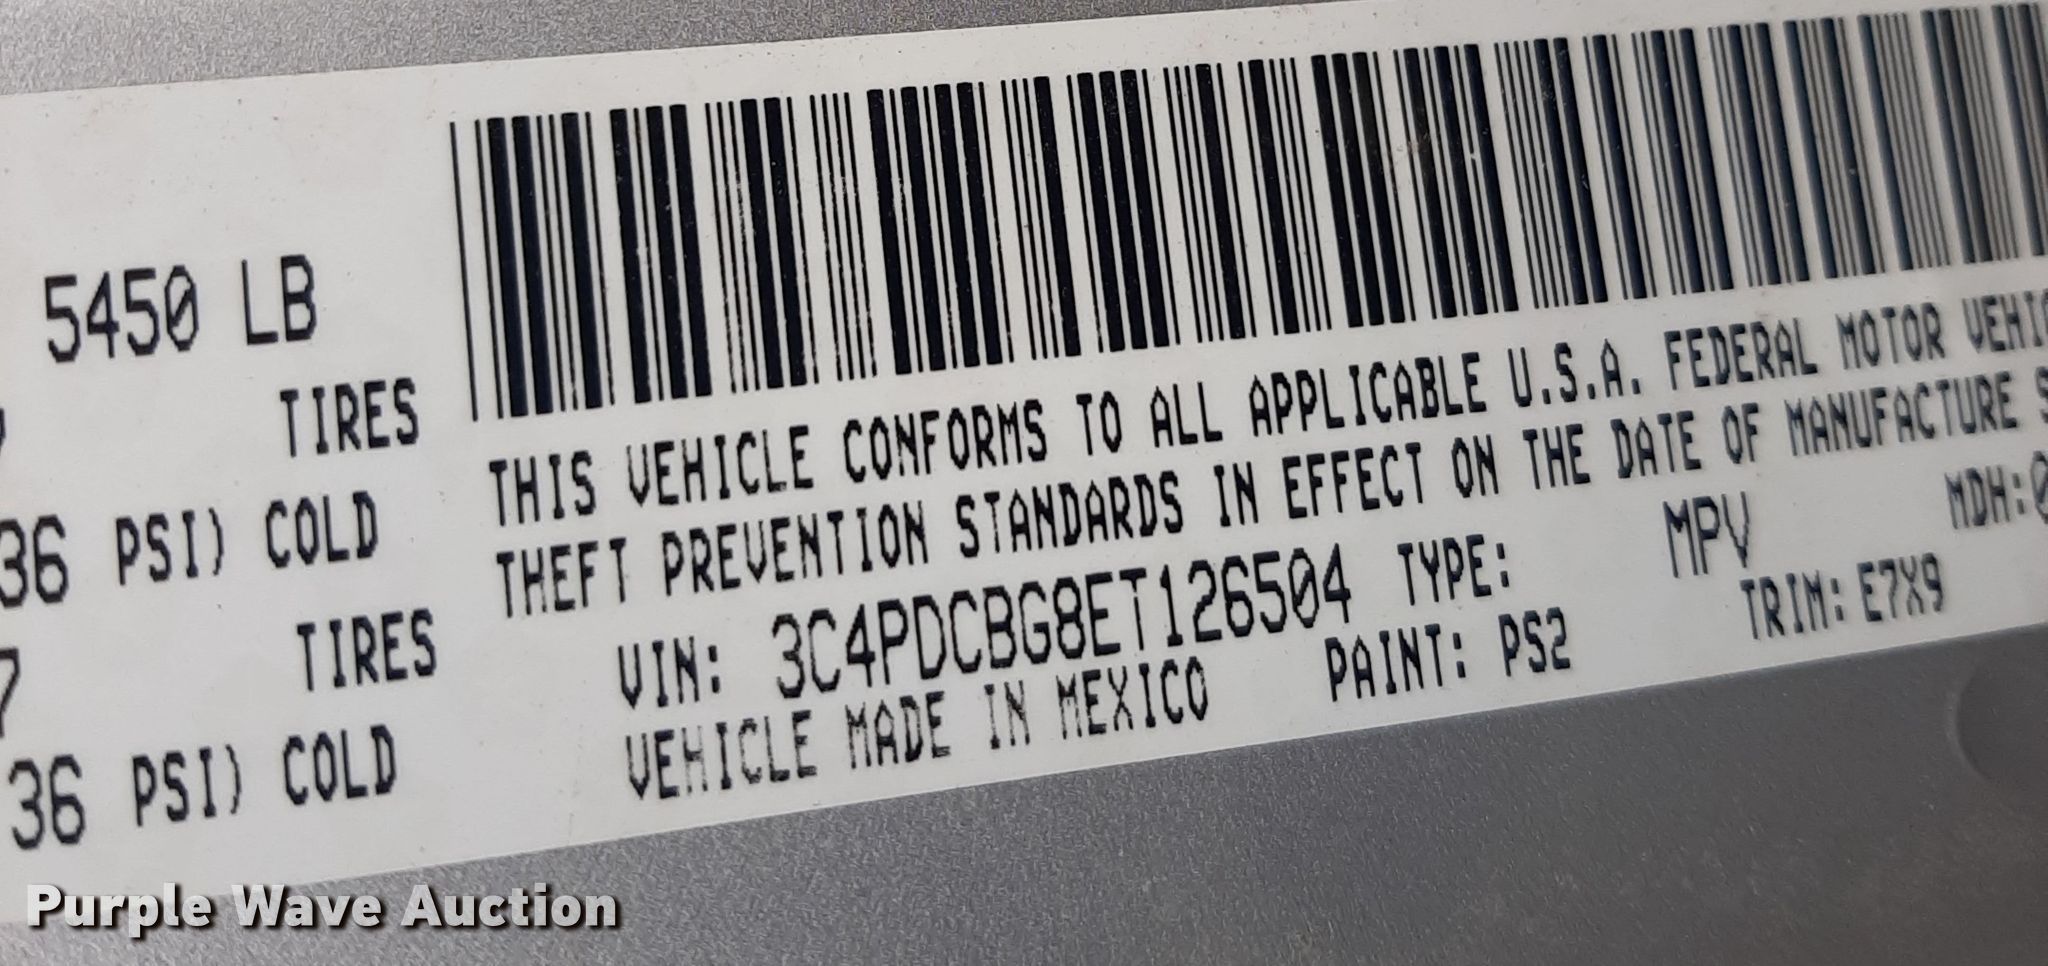 5450 LB
TIRES
36 PSI) COLD
7 TIRES
36 PSI) COLD
THIS VEHICLE CONFORMS TO ALL APPLICABLE U.S.A. FEDERAL MOTOR
THEFT PREVENTION STANDARDS IN EFFECT ON THE DATE OF MANUFACTURE
VIN: 3C4PDCBG8ET126504 TYPE: MPV MDH:
VEHICLE MADE IN MEXICO PAINT: PS2 TRIM: E7X9
Purple Wave Auction